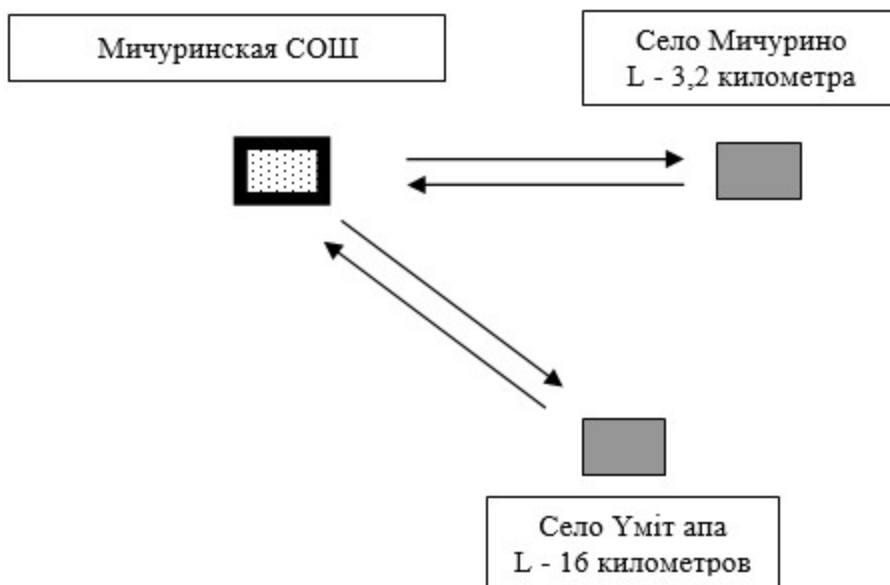 Мичуринская СОШ
Село Мичурино
L - 3,2 километра
Село Үміт апа
L - 16 километров